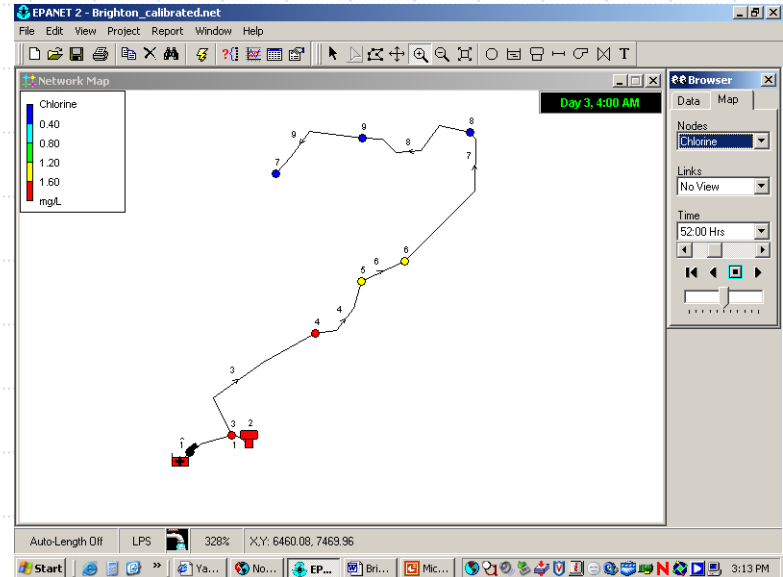 EPANET 2 - Brighton_calibrated.net
File Edit View Project Report Window Help
T
Network Map
Chlorine
0.40
0.80
1.20
1.60
mg/L
Day 3, 4:00 AM
9
9
8
8
7
7
6
6
5
4
4
3
3 2
1
1
Browser
Data Map
Nodes
Chlorine
Links
No View
Time
52:00 Hrs
Auto-Length Off LPS 328% X,Y: 6460.08, 7469.96
Start » Ya... No... EP... Bri... Mic... 3:13 PM